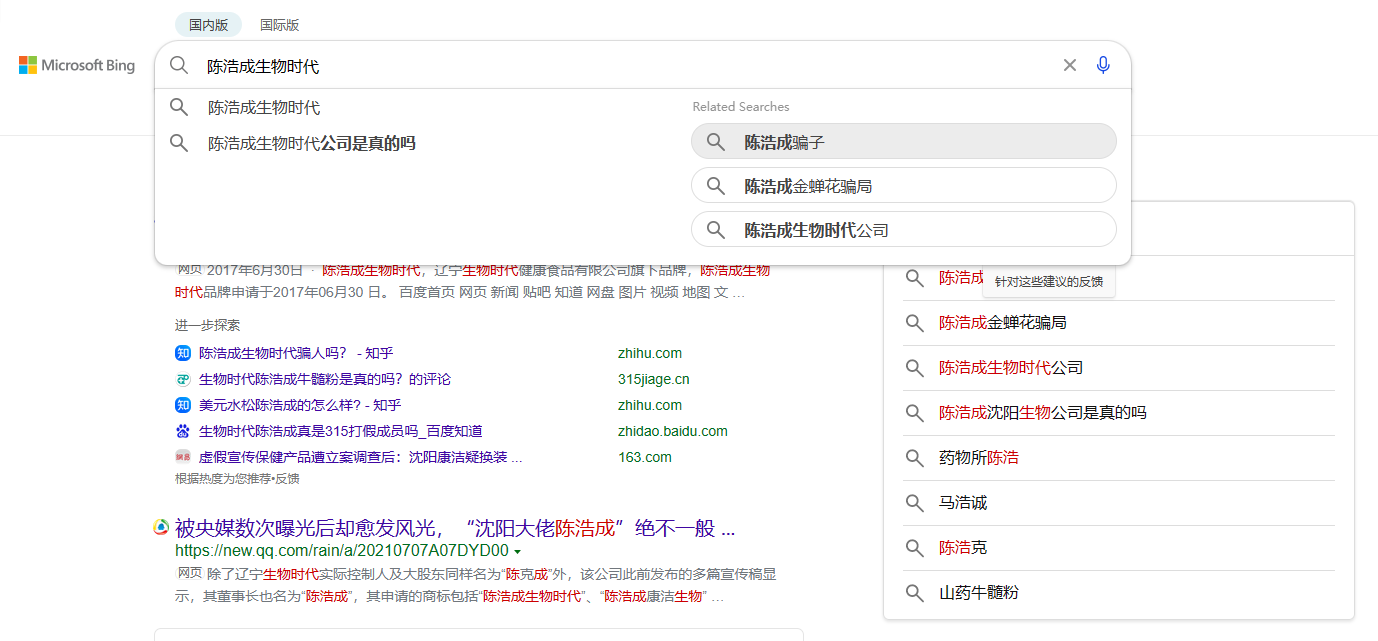 国内版 国际版
Microsoft Bing
陈浩成生物时代
陈浩成生物时代
陈浩成生物时代公司是真的吗
Related Searches
陈浩成骗子
陈浩成金蝉花骗局
陈浩成生物时代公司
网页 2017年6月30日 · 陈浩成生物时代，辽宁生物时代健康食品有限公司旗下品牌，陈浩成生物
时代品牌申请于2017年06月30 日。 百度首页 网页 新闻 贴吧 知道 网盘 图片 视频 地图 文 ...
进一步探索
陈浩成生物时代骗人吗？ - 知乎 zhihu.com
生物时代陈浩成牛髓粉是真的吗？的评论 315jiage.cn
美元水松陈浩成的怎么样? - 知乎 zhihu.com
生物时代陈浩成真是315打假成员吗_百度知道 zhidao.baidu.com
虚假宣传保健产品遭立案调查后：沈阳康洁疑换装 ... 163.com
根据热度为您推荐•反馈
被央媒数次曝光后却愈发风光，“沈阳大佬陈浩成”绝不一般 ...
https://new.qq.com/rain/a/20210707A07DYD00
网页 除了辽宁生物时代实际控制人及大股东同样名为“陈克成”外，该公司此前发布的多篇宣传稿显
示，其董事长也名为“陈浩成”，其申请的商标包括“陈浩成生物时代”、“陈浩成康洁生物” ...
陈浩成
针对这些建议的反馈
陈浩成金蝉花骗局
陈浩成生物时代公司
陈浩成沈阳生物公司是真的吗
药物所陈浩
马浩诚
陈浩克
山药牛髓粉